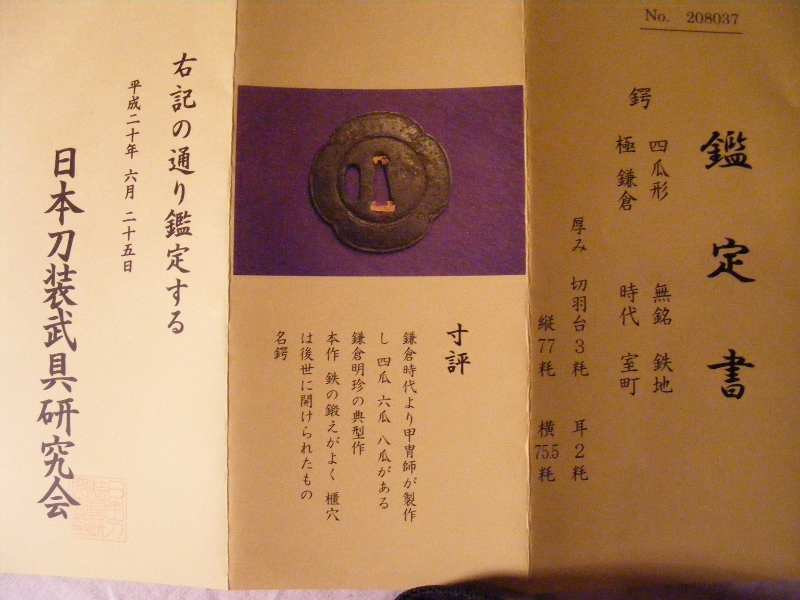 No. 208037
鑑定書
鍔 四瓜形 無銘 鉄地
極 鎌倉 時代 室町
厚み 切羽台3粍 耳2粍
縦77粍 横75.5粍
寸評
鎌倉時代より甲冑師が製作
し 四瓜 六瓜 八瓜がある
鎌倉明珍の典型作
本作 鉄の鍛えがよく 櫃穴
は後世に開けられたもの
名鍔
右記の通り鑑定する
平成二十年 六月 二十五日
日本刀装武具研究会